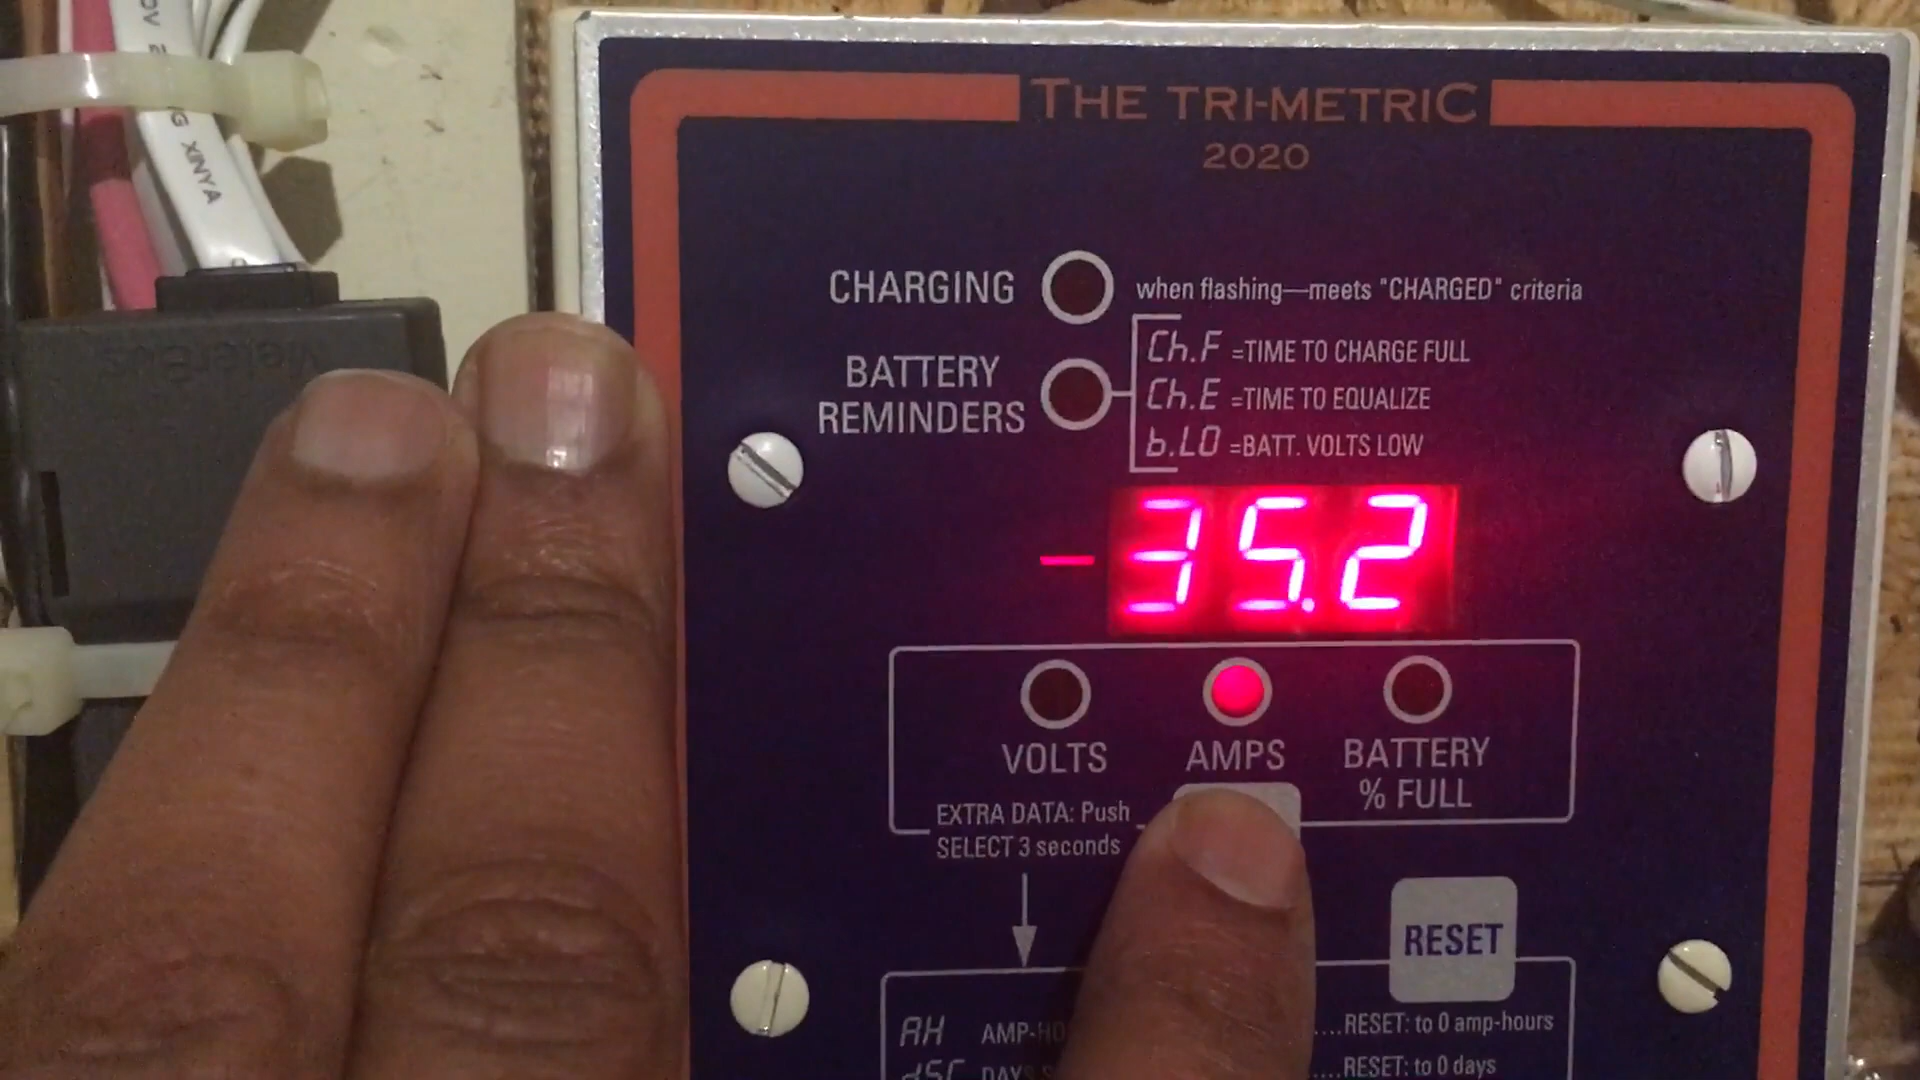 THE TRI-METRIC
2020
XINYA
CHARGING
when flashing—meets "CHARGED" criteria
BATTERY
REMINDERS
Ch.F =TIME TO CHARGE FULL
Ch.E =TIME TO EQUALIZE
b.LO =BATT. VOLTS LOW
-35.2
VOLTS
AMPS
BATTERY
% FULL
EXTRA DATA: Push
SELECT 3 seconds
RESET
AH
....RESET: to 0 amp-hours
dSC DAYS
....RESET: to 0 days